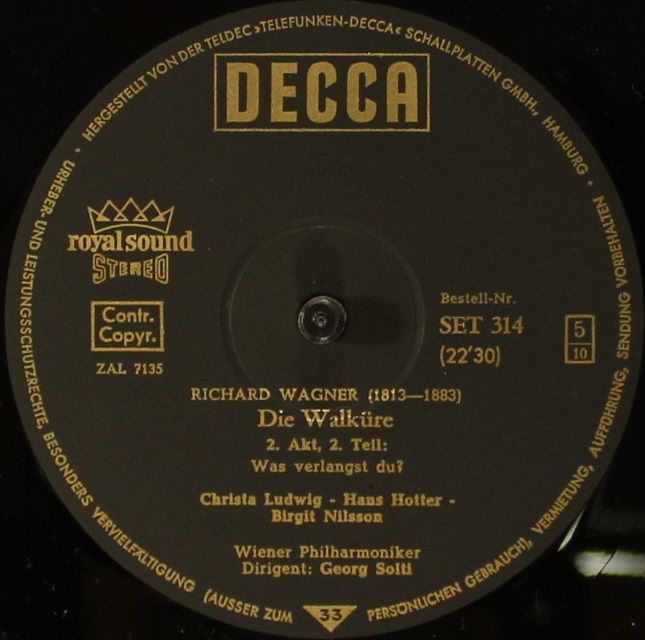 HERGESTELLT VON DER TELDEC »TELEFUNKEN-DECCA« SCHALLPLATTEN GMBH., HAMBURG •
URHEBER- UND LEISTUNGSSCHUTZRECHTE, BESONDERS VERVIELFÄLTIGUNG (AUSSER ZUM PERSÖNLICHEN GEBRAUCH), VERMIETUNG, AUFFÜHRUNG, SENDUNG VORBEHALTEN •
DECCA
royal sound
STEREO
Contr.
Copyr.
ZAL 7135
Bestell-Nr.
SET 314
(22'30)
5
10
RICHARD WAGNER (1813—1883)
Die Walküre
2. Akt, 2. Teil:
Was verlangst du?
Christa Ludwig - Hans Hotter -
Birgit Nilsson
Wiener Philharmoniker
Dirigent: Georg Solti
33